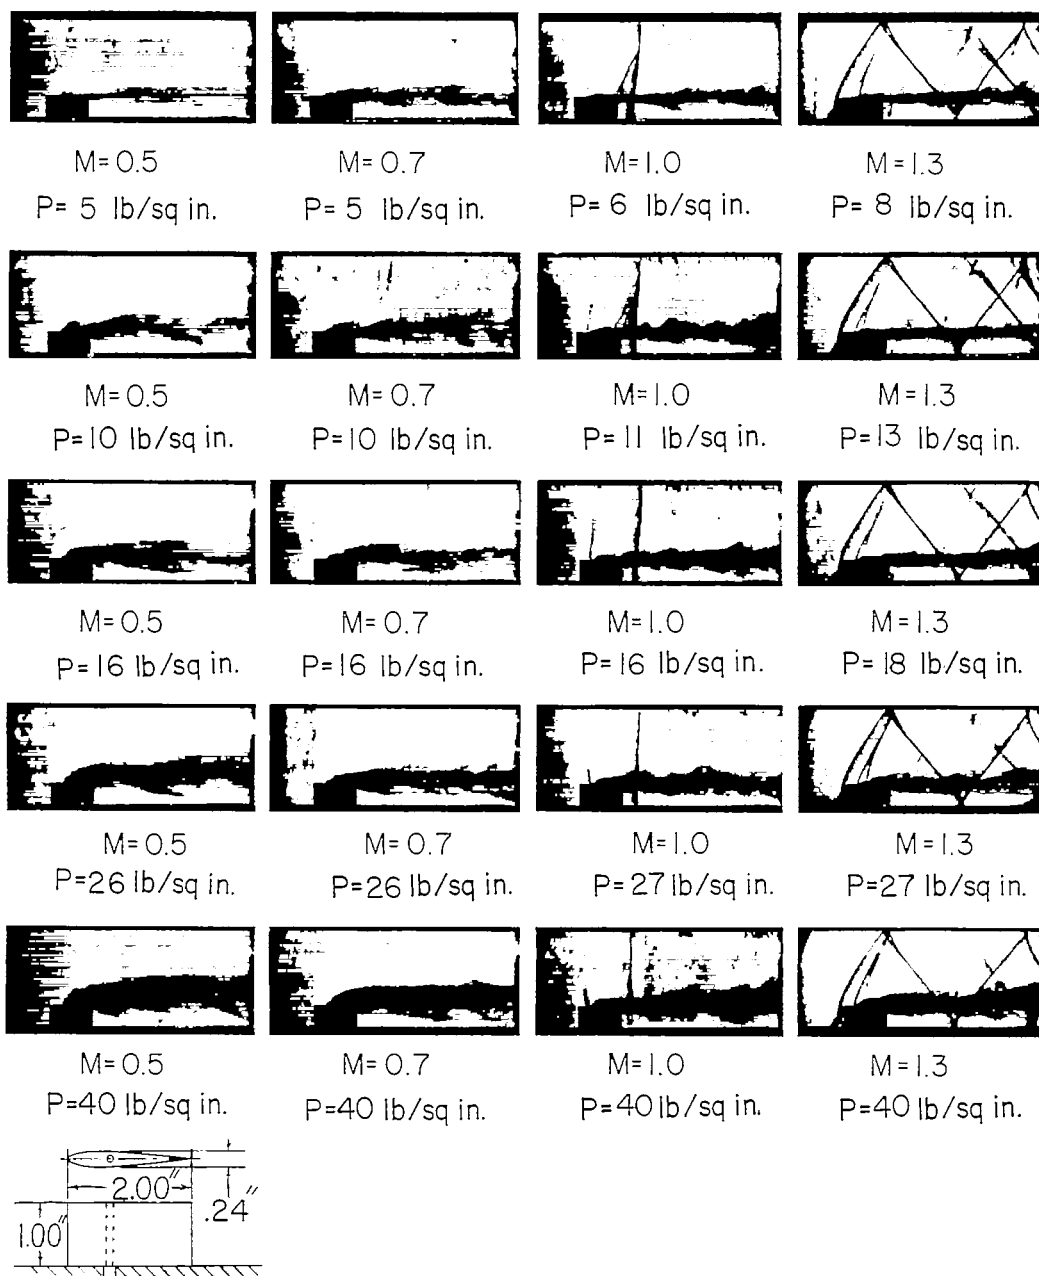 M=0.5 M=0.7 M=1.0 M=1.3
P=5 lb/sq in. P=5 lb/sq in. P=6 lb/sq in. P=8 lb/sq in.
M=0.5 M=0.7 M=1.0 M=1.3
P=10 lb/sq in. P=10 lb/sq in. P=11 lb/sq in. P=13 lb/sq in.
M=0.5 M=0.7 M=1.0 M=1.3
P=16 lb/sq in. P=16 lb/sq in. P=16 lb/sq in. P=18 lb/sq in.
M=0.5 M=0.7 M=1.0 M=1.3
P=26 lb/sq in. P=26 lb/sq in. P=27 lb/sq in. P=27 lb/sq in.
M=0.5 M=0.7 M=1.0 M=1.3
P=40 lb/sq in. P=40 lb/sq in. P=40 lb/sq in. P=40 lb/sq in.
2.00"
.24"
1.00"